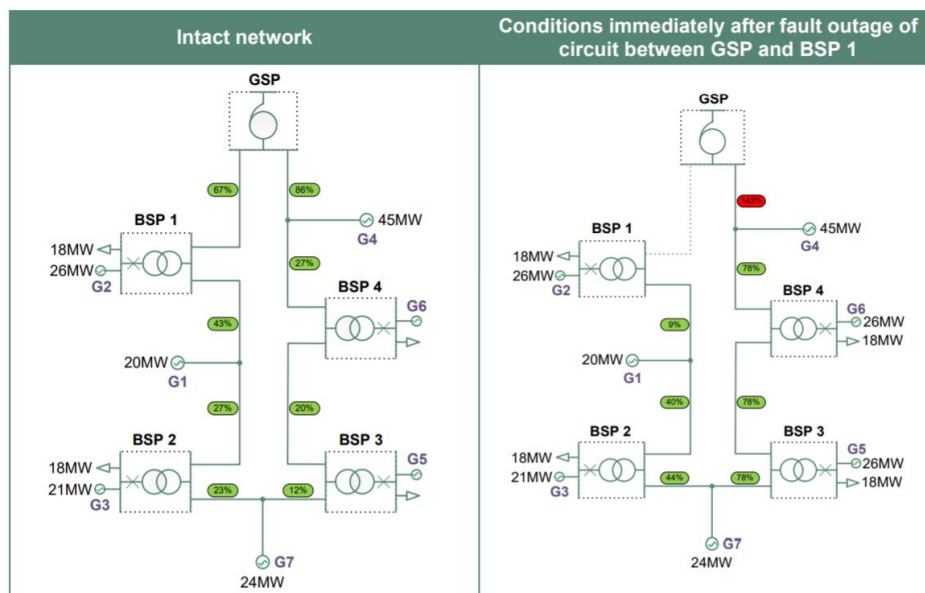 Intact network
Conditions immediately after fault outage of
circuit between GSP and BSP 1
GSP
67%
86%
BSP 1
45MW
G4
18MW
26MW
G2
27%
BSP 4
G6
43%
20MW
G1
27%
20%
BSP 2
BSP 3
18MW
21MW
G3
G5
23%
12%
G7
24MW
GSP
143%
BSP 1
45MW
G4
18MW
26MW
G2
78%
BSP 4
G6
26MW
18MW
9%
20MW
G1
40%
78%
BSP 2
BSP 3
18MW
21MW
G3
G5
26MW
18MW
44%
78%
G7
24MW